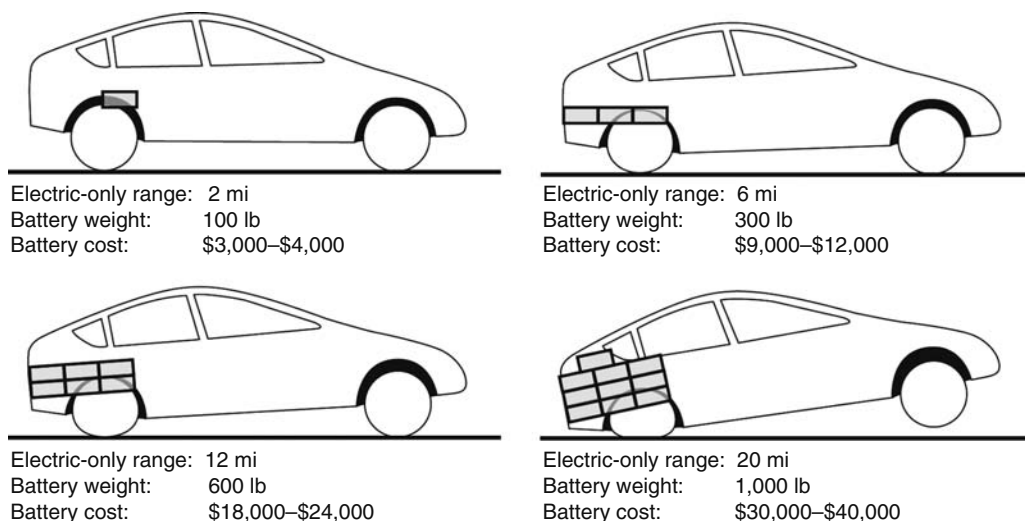 Electric-only range: 2 mi
Battery weight: 100 lb
Battery cost: $3,000–$4,000
Electric-only range: 6 mi
Battery weight: 300 lb
Battery cost: $9,000–$12,000
Electric-only range: 12 mi
Battery weight: 600 lb
Battery cost: $18,000–$24,000
Electric-only range: 20 mi
Battery weight: 1,000 lb
Battery cost: $30,000–$40,000